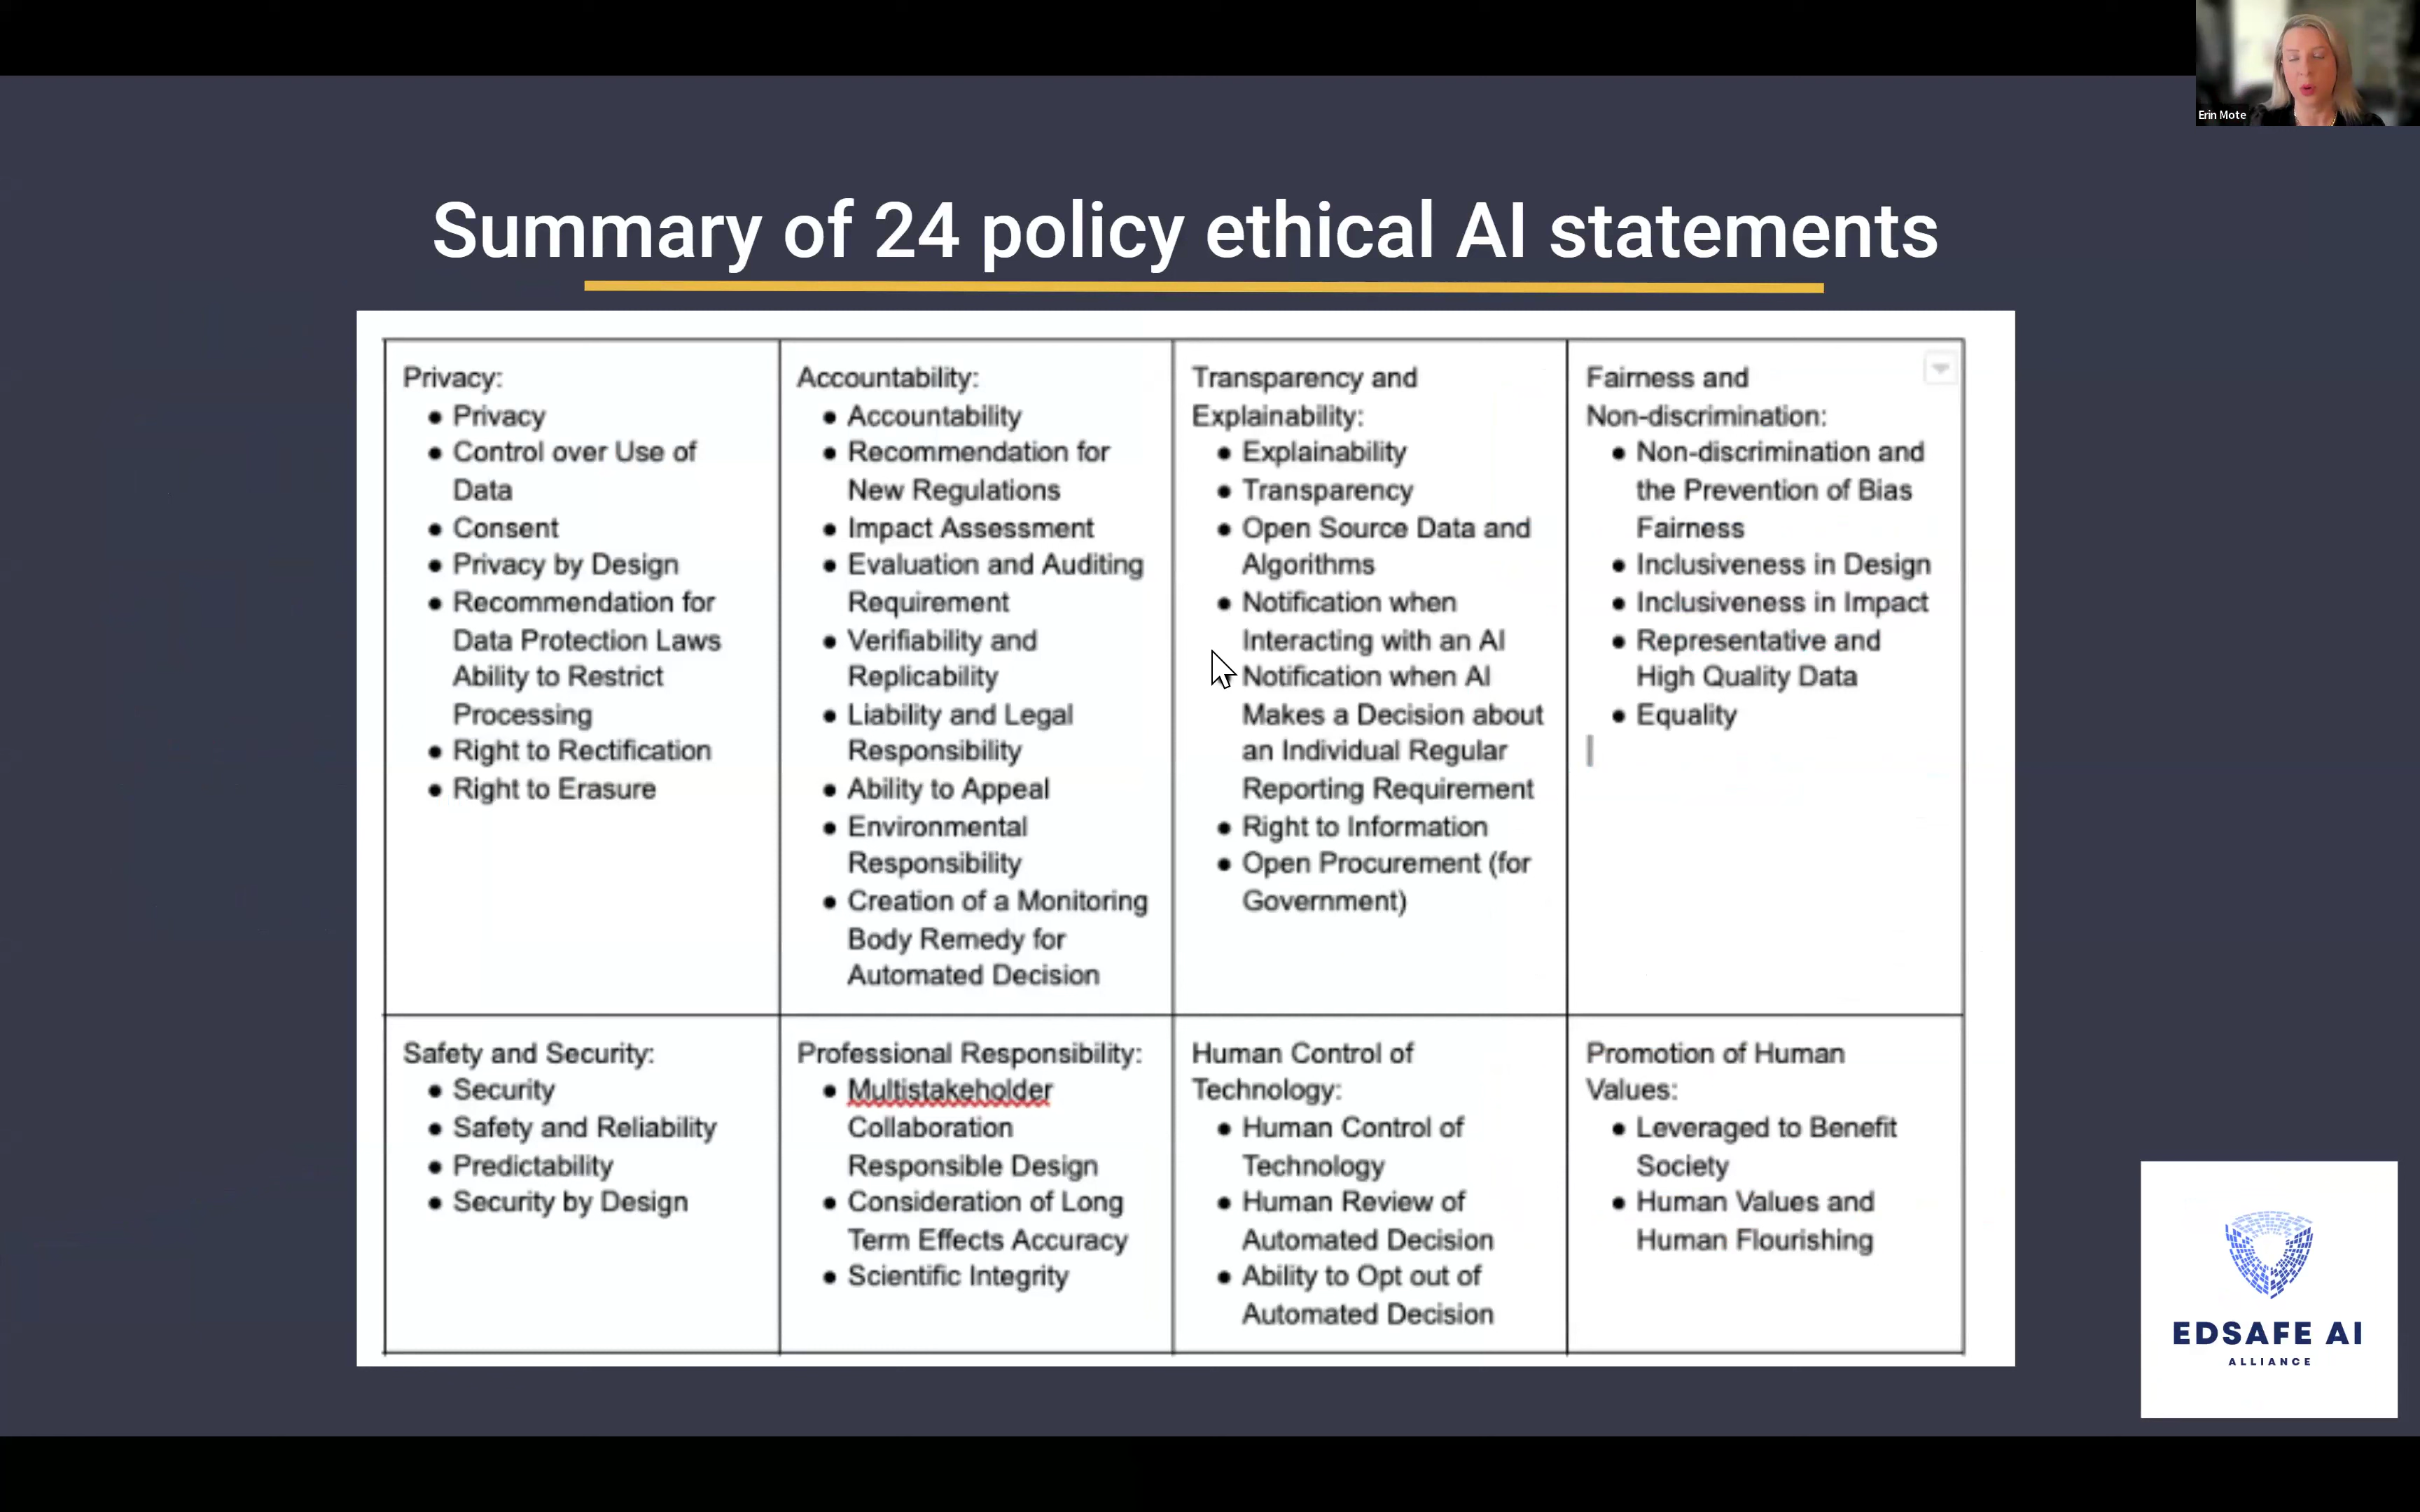 Erin Mote
Summary of 24 policy ethical AI statements
Privacy:
● Privacy
● Control over Use of
Data
● Consent
● Privacy by Design
● Recommendation for
Data Protection Laws
Ability to Restrict
Processing
● Right to Rectification
● Right to Erasure
Accountability:
● Accountability
● Recommendation for
New Regulations
● Impact Assessment
● Evaluation and Auditing
Requirement
● Verifiability and
Replicability
● Liability and Legal
Responsibility
● Ability to Appeal
● Environmental
Responsibility
● Creation of a Monitoring
Body Remedy for
Automated Decision
Transparency and
Explainability:
● Explainability
● Transparency
● Open Source Data and
Algorithms
● Notification when
Interacting with an AI
Notification when AI
Makes a Decision about
an Individual Regular
Reporting Requirement
● Right to Information
● Open Procurement (for
Government)
Fairness and
Non-discrimination:
● Non-discrimination and
the Prevention of Bias
Fairness
● Inclusiveness in Design
● Inclusiveness in Impact
● Representative and
High Quality Data
● Equality
Safety and Security:
● Security
● Safety and Reliability
● Predictability
● Security by Design
Professional Responsibility:
● Multistakeholder
Collaboration
Responsible Design
● Consideration of Long
Term Effects Accuracy
● Scientific Integrity
Human Control of
Technology:
● Human Control of
Technology
● Human Review of
Automated Decision
● Ability to Opt out of
Automated Decision
Promotion of Human
Values:
● Leveraged to Benefit
Society
● Human Values and
Human Flourishing
EDSAFE AI
ALLIANCE